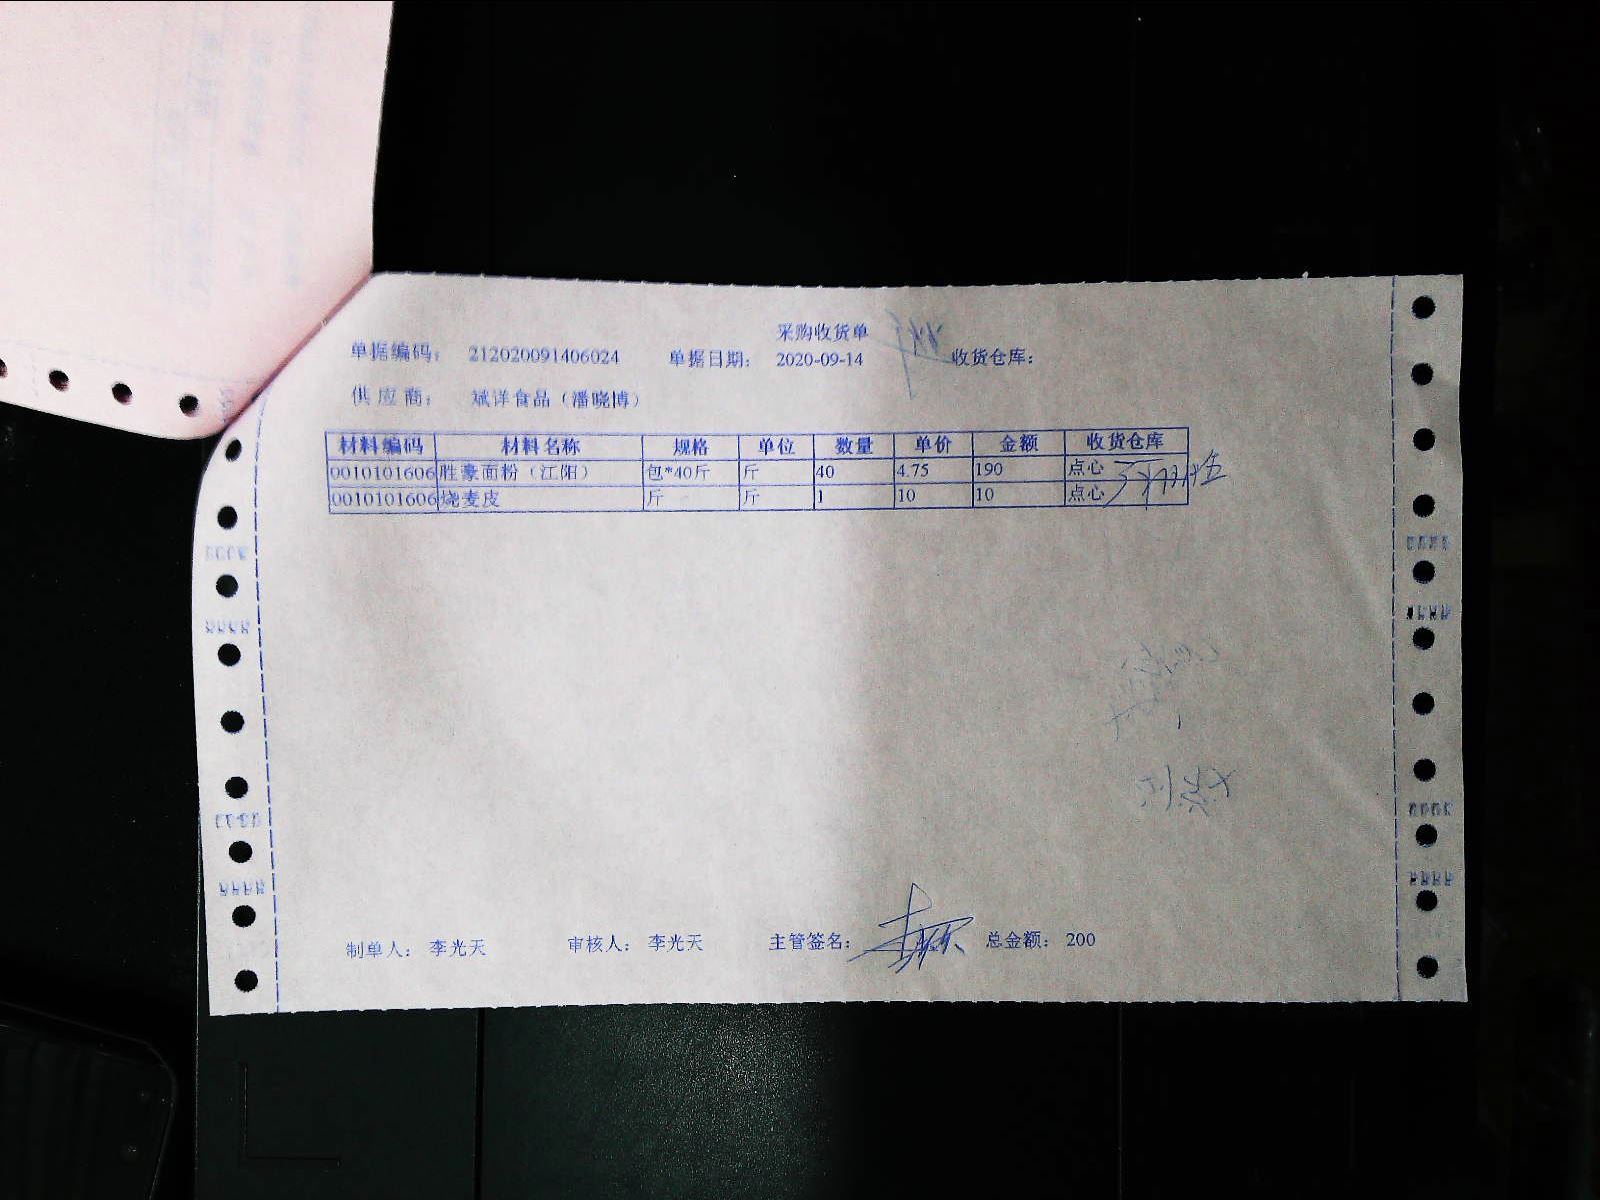 采购收货单
单据编码： 212020091406024 单据日期： 2020-09-14 收货仓库：
供应商： 斌详食品（潘晓博）
材料编码 材料名称 规格 单位 数量 单价 金额 收货仓库
0010101606 胜豪面粉（江阳） 包*40斤 斤 40 4.75 190 点心
0010101606 烧麦皮 斤 斤 1 10 10 点心
制单人： 李光天 审核人： 李光天 主管签名： 总金额： 200